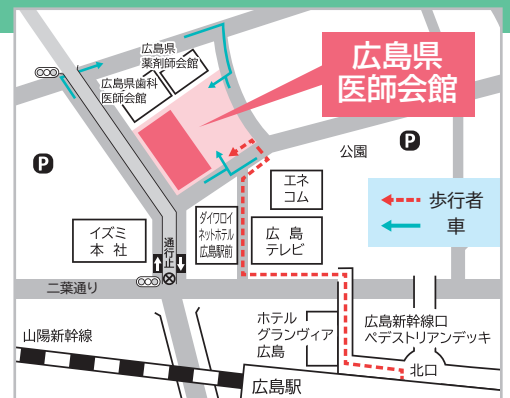 広島県
薬剤師会館
広島県歯科
医師会館
広島県
医師会館
P
P
公園
エネ
コム
歩行者
車
イズミ
本社
通行止
ダイワロイ
ネットホテル
広島駅前
広島
テレビ
二葉通り
山陽新幹線
ホテル
グランヴィア
広島
広島新幹線口
ペデストリアンデッキ
北口
広島駅